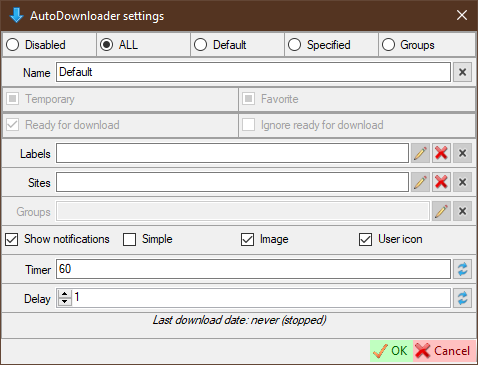 AutoDownloader settings
Disabled ALL Default Specified Groups
Name Default
Temporary Favorite
Ready for download Ignore ready for download
Labels
Sites
Groups
Show notifications Simple Image User icon
Timer 60
Delay 1
Last download date: never (stopped)
OK Cancel